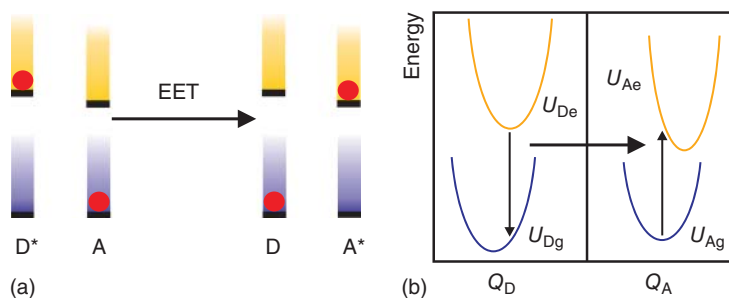 EET
D*
A
D
A*
(a)
Energy
U_De
U_Ae
U_Dg
U_Ag
Q_D
Q_A
(b)